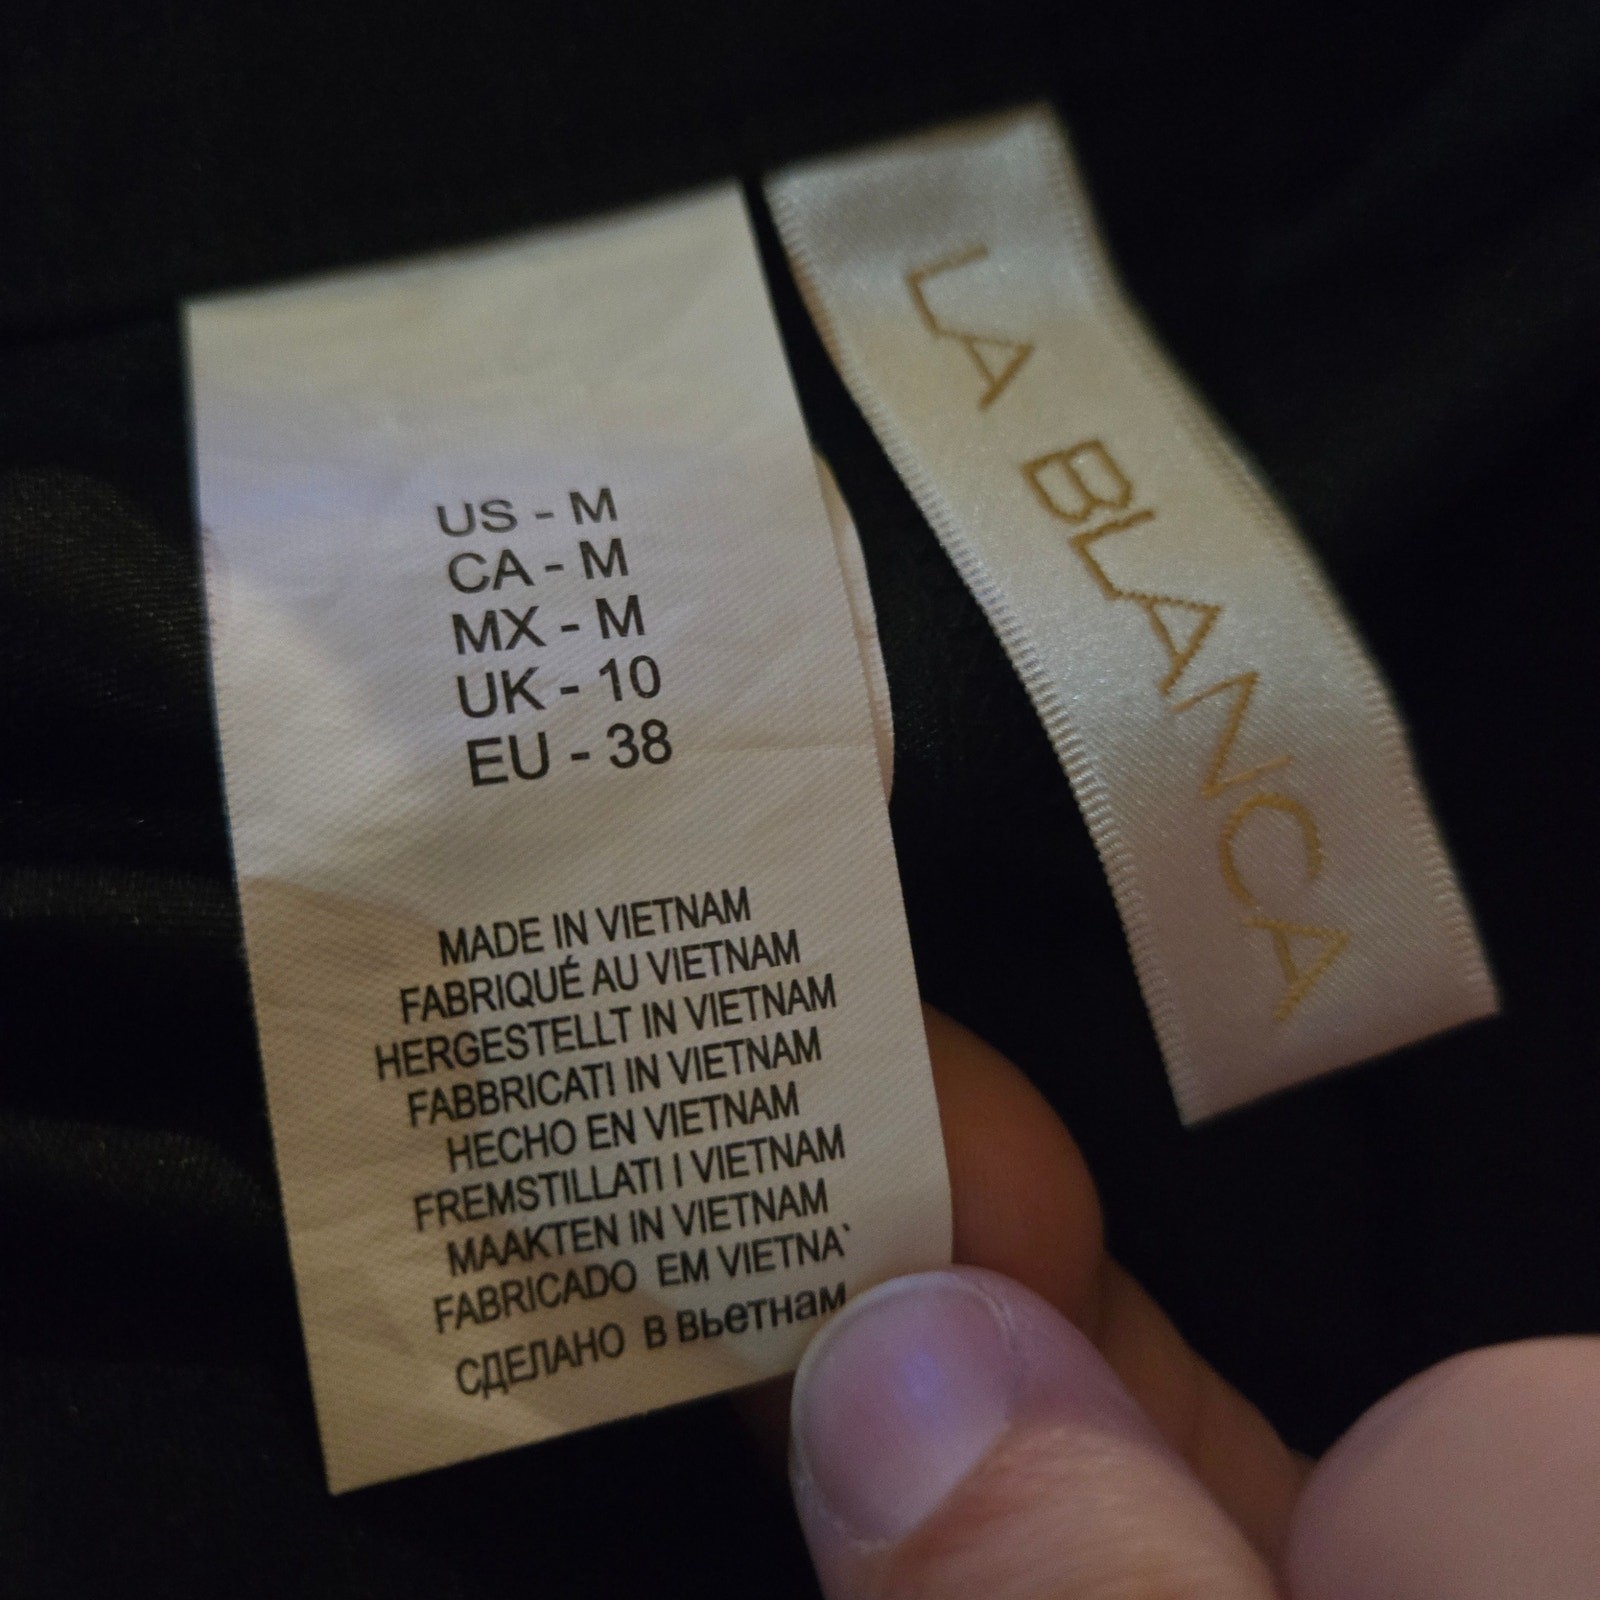 US - M
CA - M
MX - M
UK - 10
EU - 38
MADE IN VIETNAM
FABRIQUÉ AU VIETNAM
HERGESTELLT IN VIETNAM
FABBRICATI IN VIETNAM
HECHO EN VIETNAM
FREMSTILLATI I VIETNAM
MAAKTEN IN VIETNAM
FABRICADO EM VIETNA`
СДЕЛАНО В Вьетнам
LA BLANCA